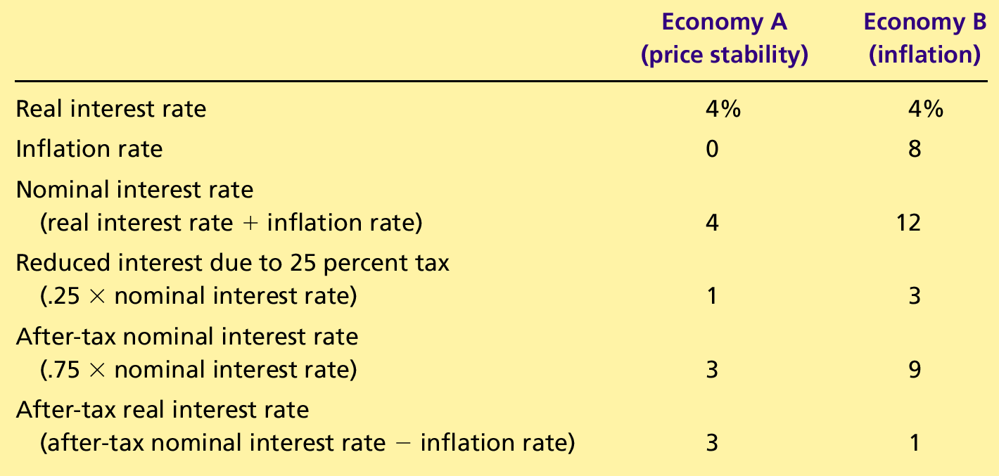 Economy A Economy B
(price stability) (inflation)
Real interest rate 4% 4%
Inflation rate 0 8
Nominal interest rate
(real interest rate + inflation rate) 4 12
Reduced interest due to 25 percent tax
(.25 × nominal interest rate) 1 3
After-tax nominal interest rate
(.75 × nominal interest rate) 3 9
After-tax real interest rate
(after-tax nominal interest rate − inflation rate) 3 1